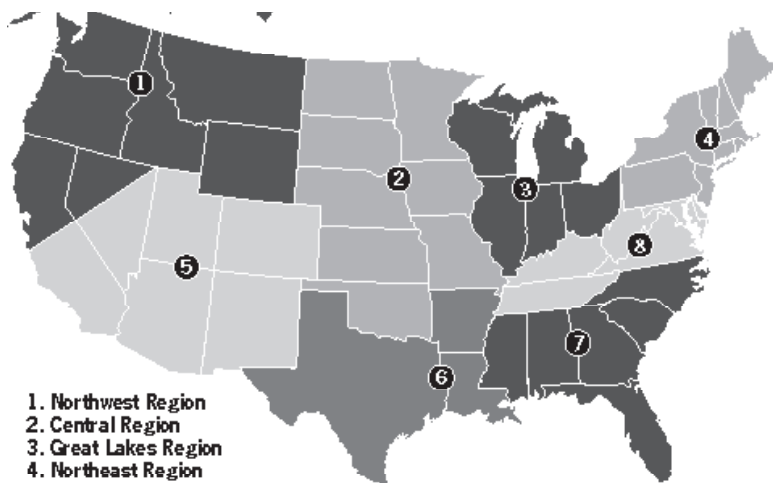 1
2
3
4
5
6
7
8
1. Northwest Region
2. Central Region
3. Great Lakes Region
4. Northeast Region